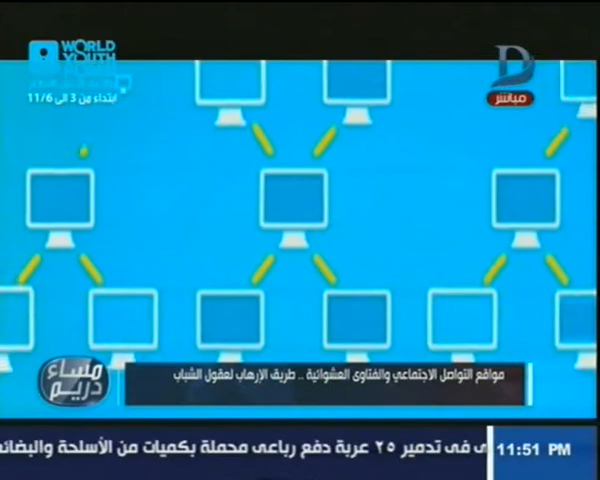 WORLD
YOUTH
ابتداء من 3 الى 11/6
مباشر
مساء
دريم
مواقع التواصل الاجتماعي والفتاوى العشوائية .. طريق الإرهاب لعقول الشباب
فى تدمير ٢٥ عربة دفع رباعى محملة بكميات من الأسلحة والبضائع
11:51 PM